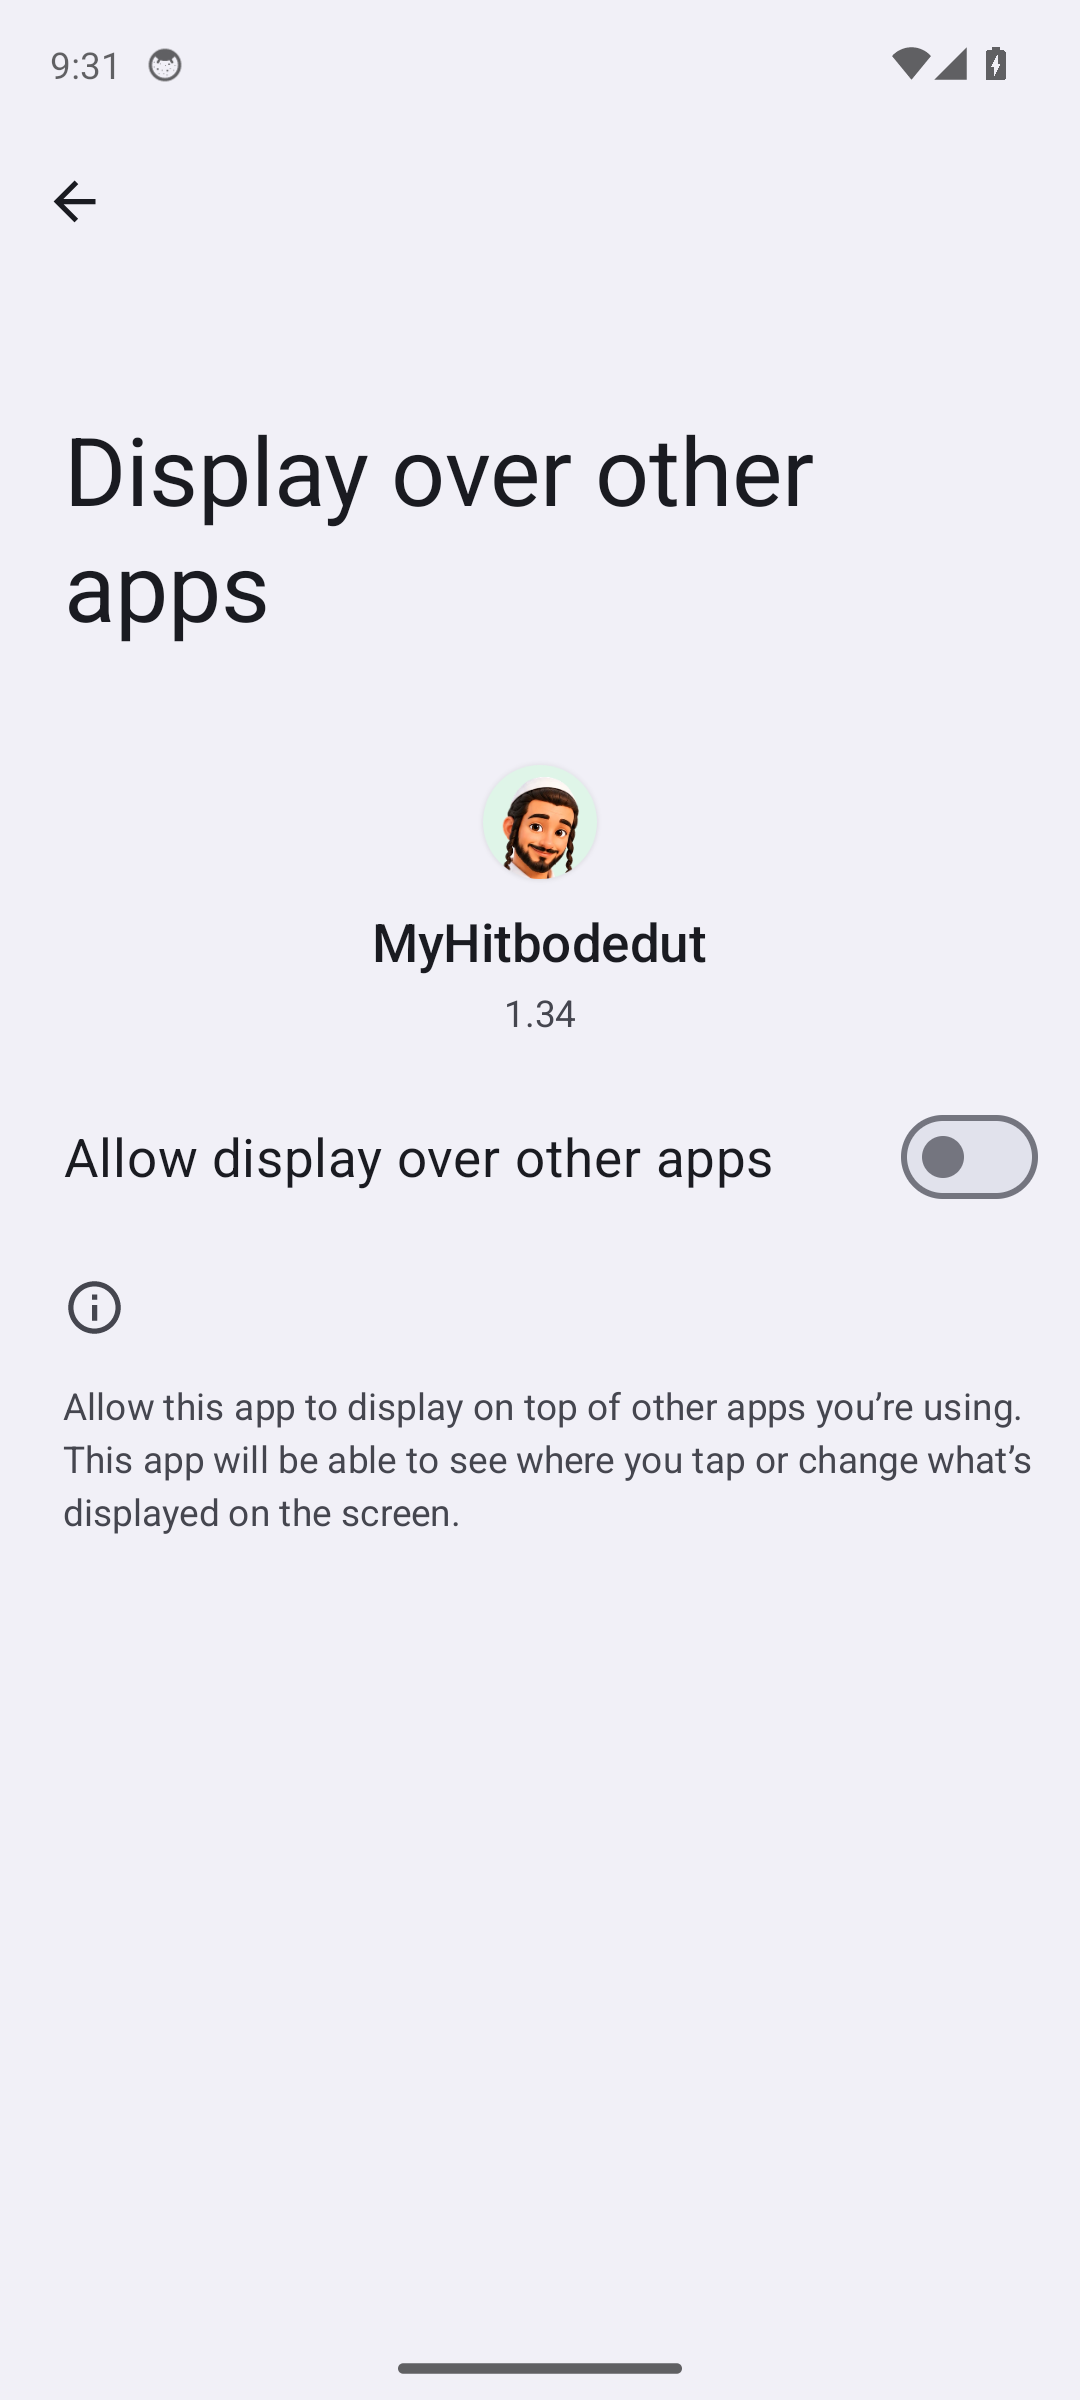 9:31
Display over other
apps
MyHitbodedut
1.34
Allow display over other apps
Allow this app to display on top of other apps you’re using.
This app will be able to see where you tap or change what’s
displayed on the screen.